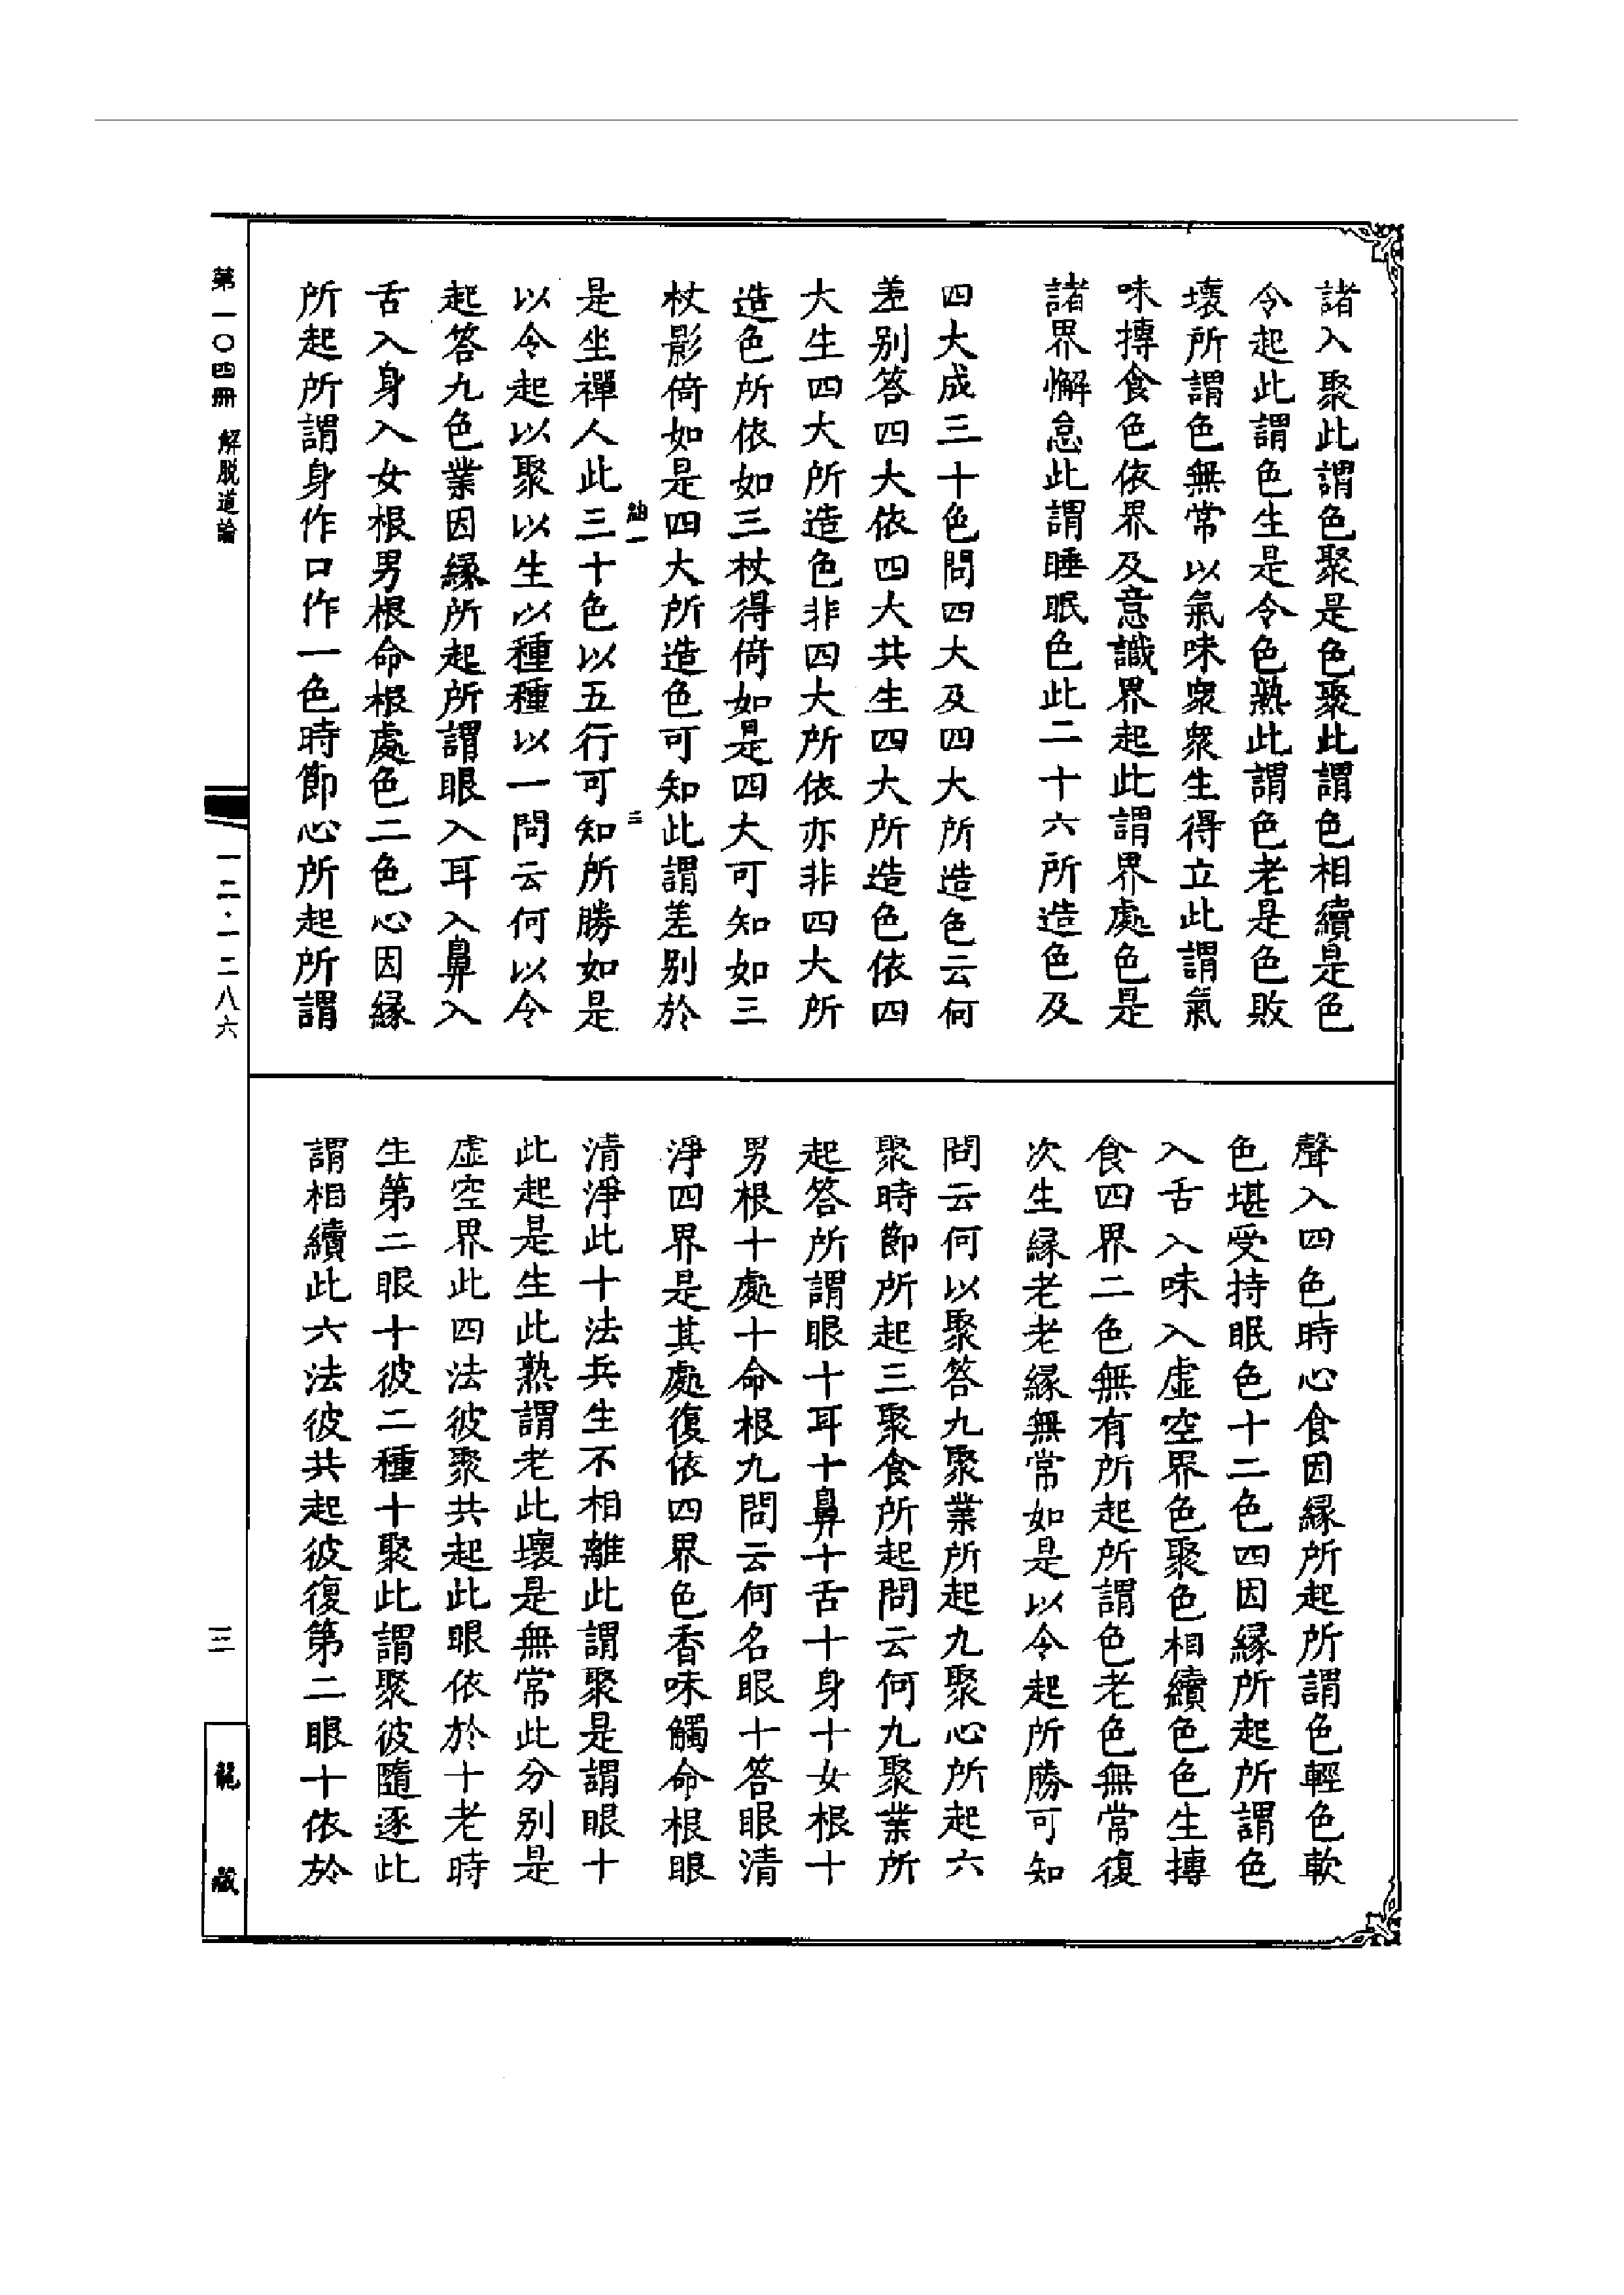 諸入聚此謂色聚是色聚此謂色相續是色
令起此謂色生是令色熟此謂色老是色敗
壞所謂色無常以氣味衆衆生得立此謂氣
味摶食色依界及意識界起此謂界處色是
諸界懈怠此謂睡眠色此二十六所造色及
四大成三十色問四大及四大所造色云何
差别答四大依四大共生四大所造色依四
大生四大所造色非四大所依亦非四大所
造色所依如三杖得倚如是四大可知如三
杖影倚如是四大所造色可知此謂差别於
是坐禪人此三十色以五行可知所勝如是
以令起以聚以生以種種以一問云何以令
起答九色業因緣所起所謂眼入耳入鼻入
舌入身入女根男根命根處色二色心因緣
所起所謂身作口作一色時節心所起所謂
聲入四色時心食因緣所起所謂色輕色軟
色堪受持眠色十二色四因緣所起所謂色
入舌入味入虛空界色聚色相續色色生摶
食四界二色無有所起所謂色老色無常復
次生緣老老緣無常如是以令起所勝可知
問云何以聚答九聚業所起九聚心所起六
聚時節所起三聚食所起問云何九聚業所
起答所謂眼十耳十鼻十舌十身十女根十
男根十處十命根九問云何名眼十答眼清
淨四界是其處復依四界色香味觸命根眼
清淨此十法兵生不相離此謂聚是謂眼十
此起是生此熟謂老此壞是無常此分别是
虛空界此四法彼聚共起此眼依於十老時
生第二眼十彼二種十聚此謂聚彼隨逐此
謂相續此六法彼共起彼復第二眼十依於
第一〇四冊 解脱道論
一二·一二八六
三
龍藏